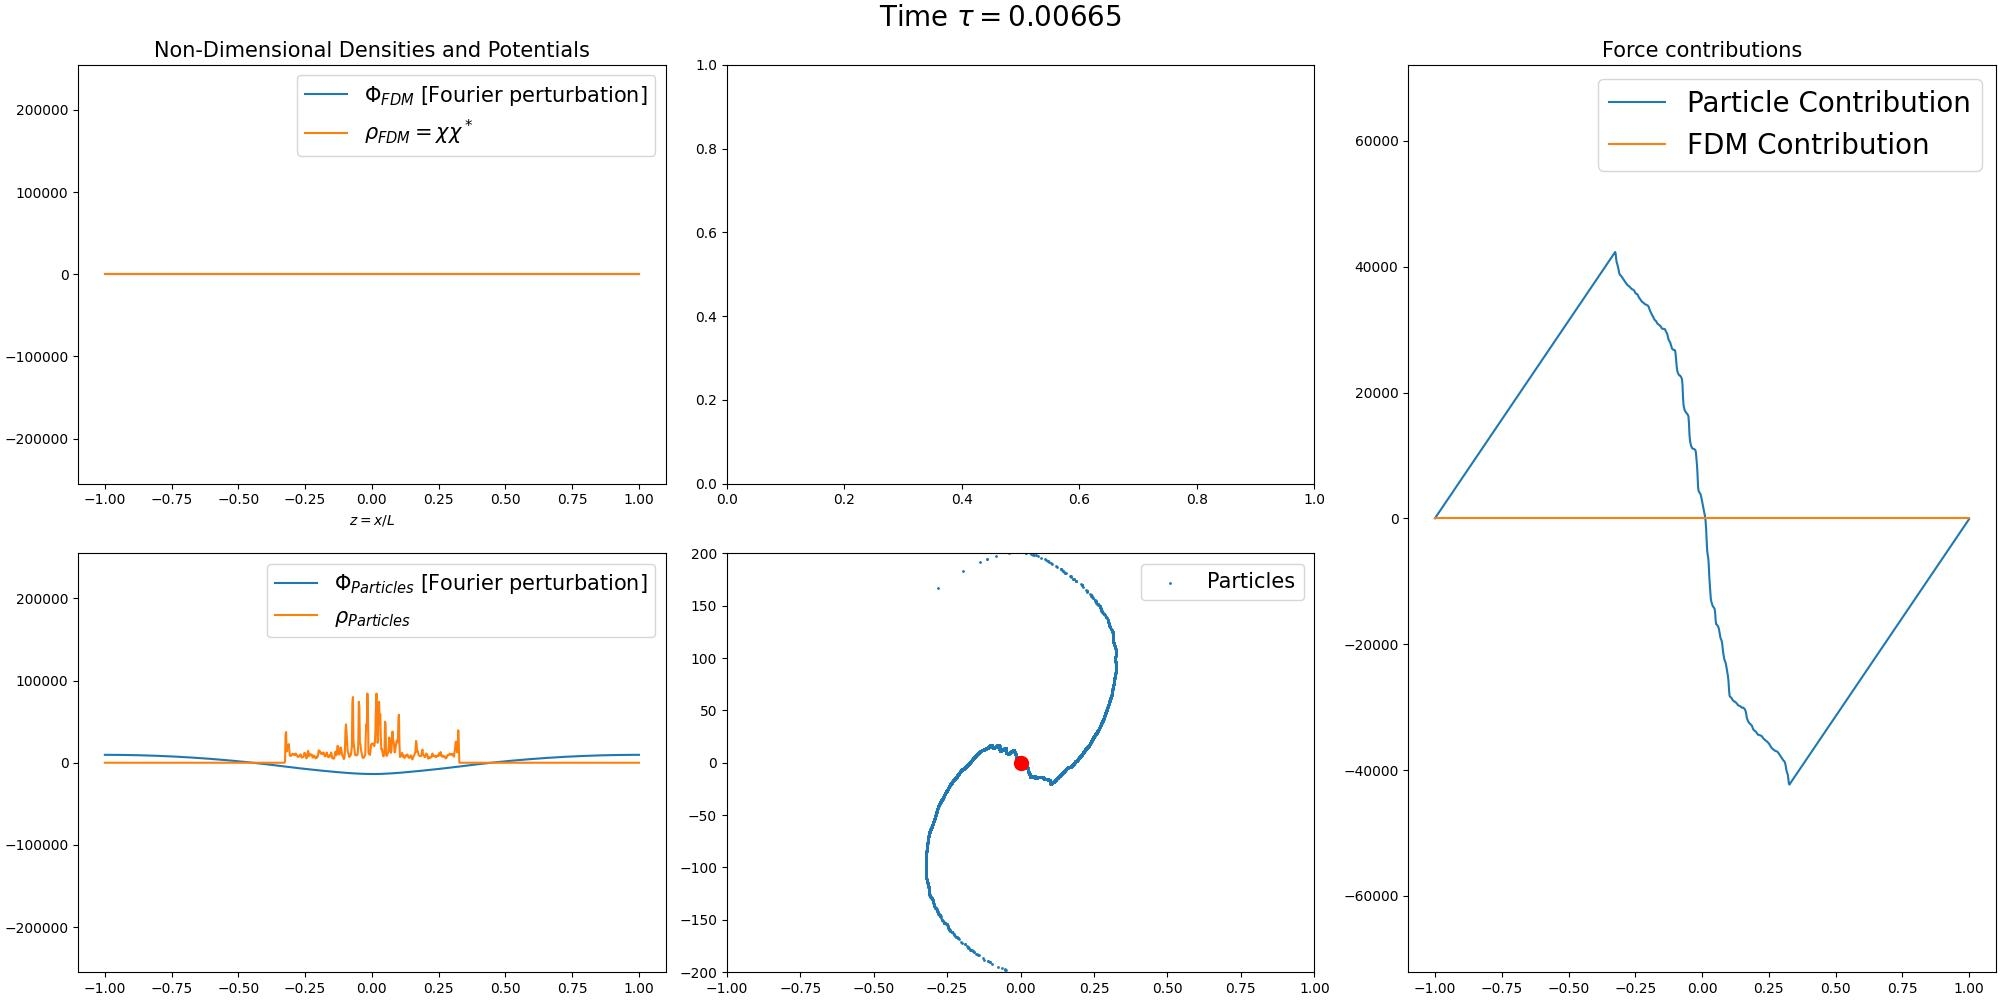 Time τ = 0.00665
Non-Dimensional Densities and Potentials
Φ_FDM [Fourier perturbation]
ρ_FDM = χχ*
200000
100000
0
−100000
−200000
−1.00 −0.75 −0.50 −0.25 0.00 0.25 0.50 0.75 1.00
z = x/L
1.0
0.8
0.6
0.4
0.2
0.0
0.0 0.2 0.4 0.6 0.8 1.0
Force contributions
Particle Contribution
FDM Contribution
60000
40000
20000
0
−20000
−40000
−60000
−1.00 −0.75 −0.50 −0.25 0.00 0.25 0.50 0.75 1.00
Φ_Particles [Fourier perturbation]
ρ_Particles
200000
100000
0
−100000
−200000
−1.00 −0.75 −0.50 −0.25 0.00 0.25 0.50 0.75 1.00
Particles
200
150
100
50
0
−50
−100
−150
−200
−1.00 −0.75 −0.50 −0.25 0.00 0.25 0.50 0.75 1.00